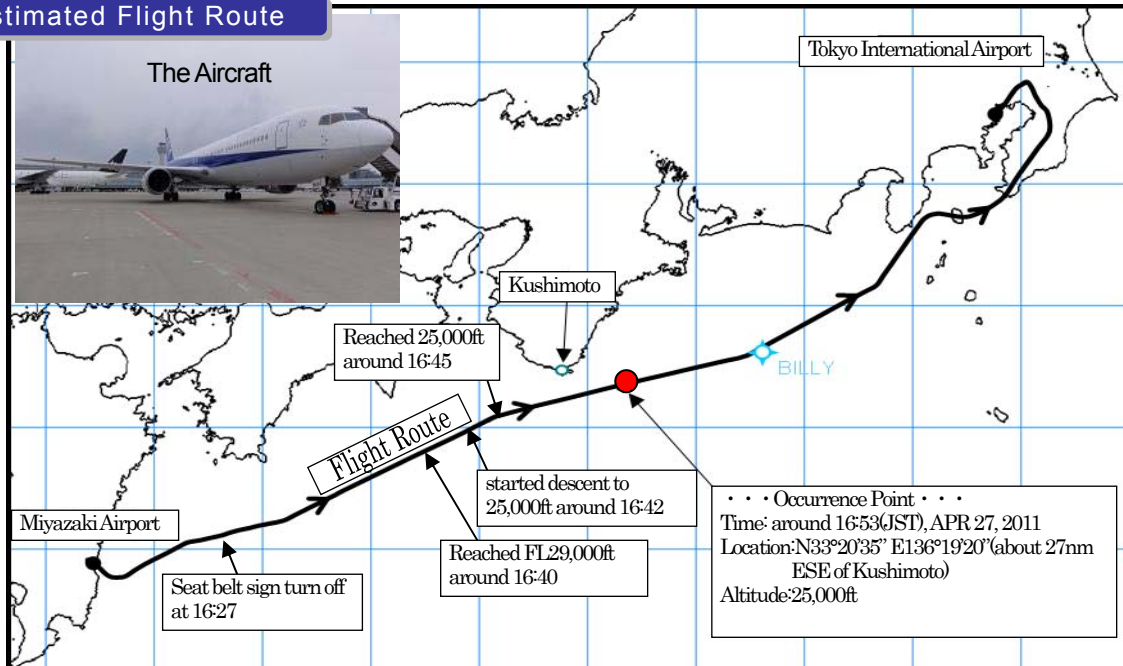 stimated Flight Route
The Aircraft
Tokyo International Airport
Kushimoto
Reached 25,000ft
around 16:45
BILLY
Flight Route
started descent to
25,000ft around 16:42
Miyazaki Airport
Reached FL29,000ft
around 16:40
Seat belt sign turn off
at 16:27
・・・Occurrence Point・・・
Time: around 16:53(JST), APR 27, 2011
Location:N33°20'35" E136°19'20"(about 27nm
ESE of Kushimoto)
Altitude:25,000ft